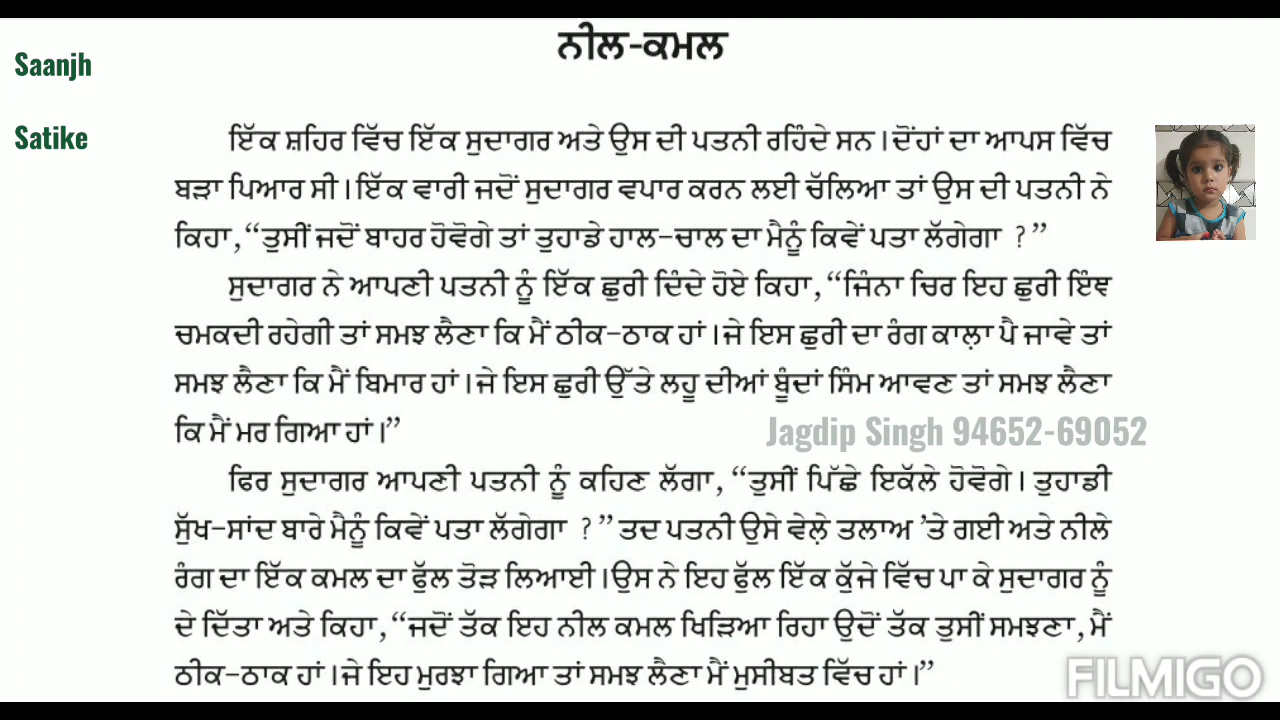 ਨੀਲ-ਕਮਲ
Saanjh
Satike
ਇੱਕ ਸ਼ਹਿਰ ਵਿੱਚ ਇੱਕ ਸੁਦਾਗਰ ਅਤੇ ਉਸ ਦੀ ਪਤਨੀ ਰਹਿੰਦੇ ਸਨ। ਦੋਂਹਾਂ ਦਾ ਆਪਸ ਵਿੱਚ
ਬੜਾ ਪਿਆਰ ਸੀ। ਇੱਕ ਵਾਰੀ ਜਦੋਂ ਸੁਦਾਗਰ ਵਪਾਰ ਕਰਨ ਲਈ ਚੱਲਿਆ ਤਾਂ ਉਸ ਦੀ ਪਤਨੀ ਨੇ
ਕਿਹਾ, “ਤੁਸੀਂ ਜਦੋਂ ਬਾਹਰ ਹੋਵੋਗੇ ਤਾਂ ਤੁਹਾਡੇ ਹਾਲ-ਚਾਲ ਦਾ ਮੈਨੂੰ ਕਿਵੇਂ ਪਤਾ ਲੱਗੇਗਾ ?”
ਸੁਦਾਗਰ ਨੇ ਆਪਣੀ ਪਤਨੀ ਨੂੰ ਇੱਕ ਛੁਰੀ ਦਿੰਦੇ ਹੋਏ ਕਿਹਾ, “ਜਿੰਨਾ ਚਿਰ ਇਹ ਛੁਰੀ ਇੰਞ
ਚਮਕਦੀ ਰਹੇਗੀ ਤਾਂ ਸਮਝ ਲੈਣਾ ਕਿ ਮੈਂ ਠੀਕ-ਠਾਕ ਹਾਂ। ਜੇ ਇਸ ਛੁਰੀ ਦਾ ਰੰਗ ਕਾਲ਼ਾ ਪੈ ਜਾਵੇ ਤਾਂ
ਸਮਝ ਲੈਣਾ ਕਿ ਮੈਂ ਬਿਮਾਰ ਹਾਂ। ਜੇ ਇਸ ਛੁਰੀ ਉੱਤੇ ਲਹੂ ਦੀਆਂ ਬੂੰਦਾਂ ਸਿੰਮ ਆਵਣ ਤਾਂ ਸਮਝ ਲੈਣਾ
ਕਿ ਮੈਂ ਮਰ ਗਿਆ ਹਾਂ।”
Jagdip Singh 94652-69052
ਫਿਰ ਸੁਦਾਗਰ ਆਪਣੀ ਪਤਨੀ ਨੂੰ ਕਹਿਣ ਲੱਗਾ, “ਤੁਸੀਂ ਪਿੱਛੇ ਇਕੱਲੇ ਹੋਵੋਗੇ। ਤੁਹਾਡੀ
ਸੁੱਖ-ਸਾਂਦ ਬਾਰੇ ਮੈਨੂੰ ਕਿਵੇਂ ਪਤਾ ਲੱਗੇਗਾ ?” ਤਦ ਪਤਨੀ ਉਸੇ ਵੇਲ਼ੇ ਤਲਾਅ ’ਤੇ ਗਈ ਅਤੇ ਨੀਲੇ
ਰੰਗ ਦਾ ਇੱਕ ਕਮਲ ਦਾ ਫੁੱਲ ਤੋੜ ਲਿਆਈ। ਉਸ ਨੇ ਇਹ ਫੁੱਲ ਇੱਕ ਕੁੱਜੇ ਵਿੱਚ ਪਾ ਕੇ ਸੁਦਾਗਰ ਨੂੰ
ਦੇ ਦਿੱਤਾ ਅਤੇ ਕਿਹਾ, “ਜਦੋਂ ਤੱਕ ਇਹ ਨੀਲ ਕਮਲ ਖਿੜਿਆ ਰਿਹਾ ਉਦੋਂ ਤੱਕ ਤੁਸੀਂ ਸਮਝਣਾ, ਮੈਂ
ਠੀਕ-ਠਾਕ ਹਾਂ। ਜੇ ਇਹ ਮੁਰਝਾ ਗਿਆ ਤਾਂ ਸਮਝ ਲੈਣਾ ਮੈਂ ਮੁਸੀਬਤ ਵਿੱਚ ਹਾਂ।”
FILMIGO